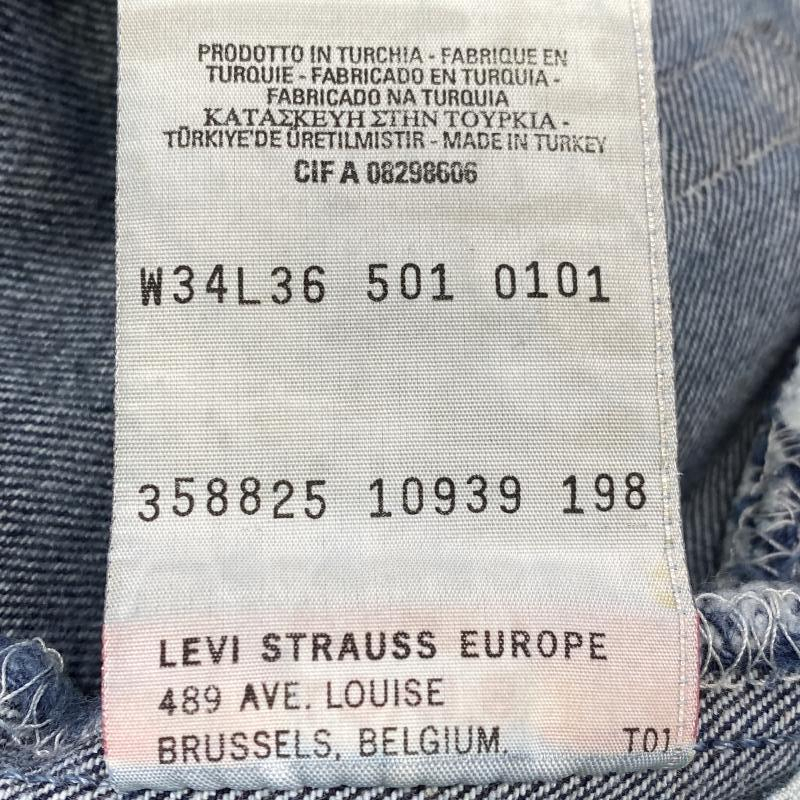 PRODOTTO IN TURCHIA - FABRIQUE EN
TURQUIE - FABRICADO EN TURQUIA -
FABRICADO NA TURQUIA
ΚΑΤΑΣΚΕΥΗ ΣΤΗΝ ΤΟΥΡΚΙΑ -
TÜRKIYE'DE ÜRETILMISTIR - MADE IN TURKEY
CIF A 08298606
W34L36 501 0101
358825 10939 198
LEVI STRAUSS EUROPE
489 AVE. LOUISE
BRUSSELS, BELGIUM. T01